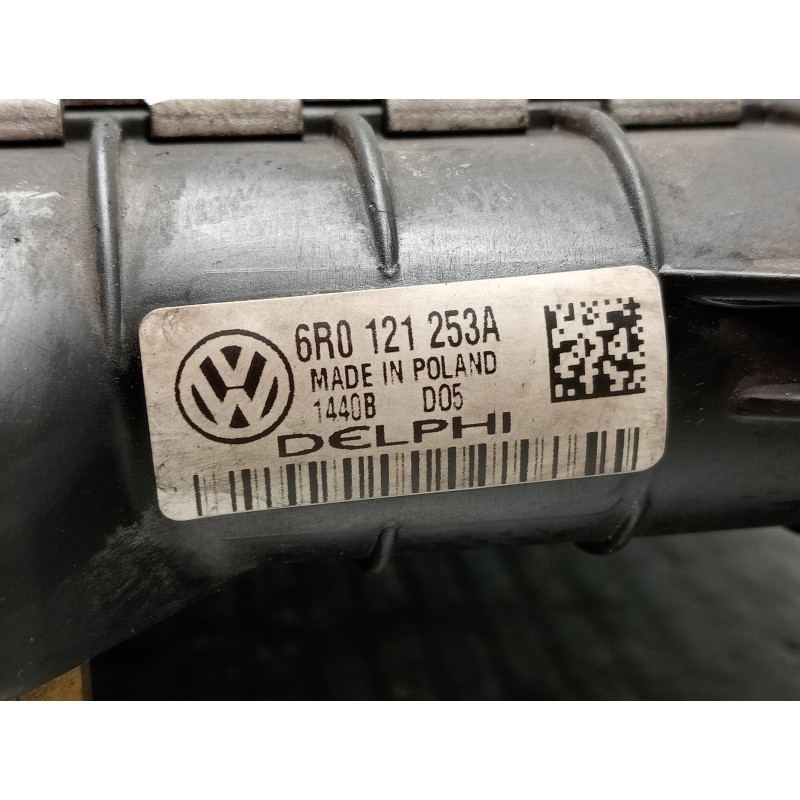 6R0 121 253A
MADE IN POLAND
1440B D05
DELPHI